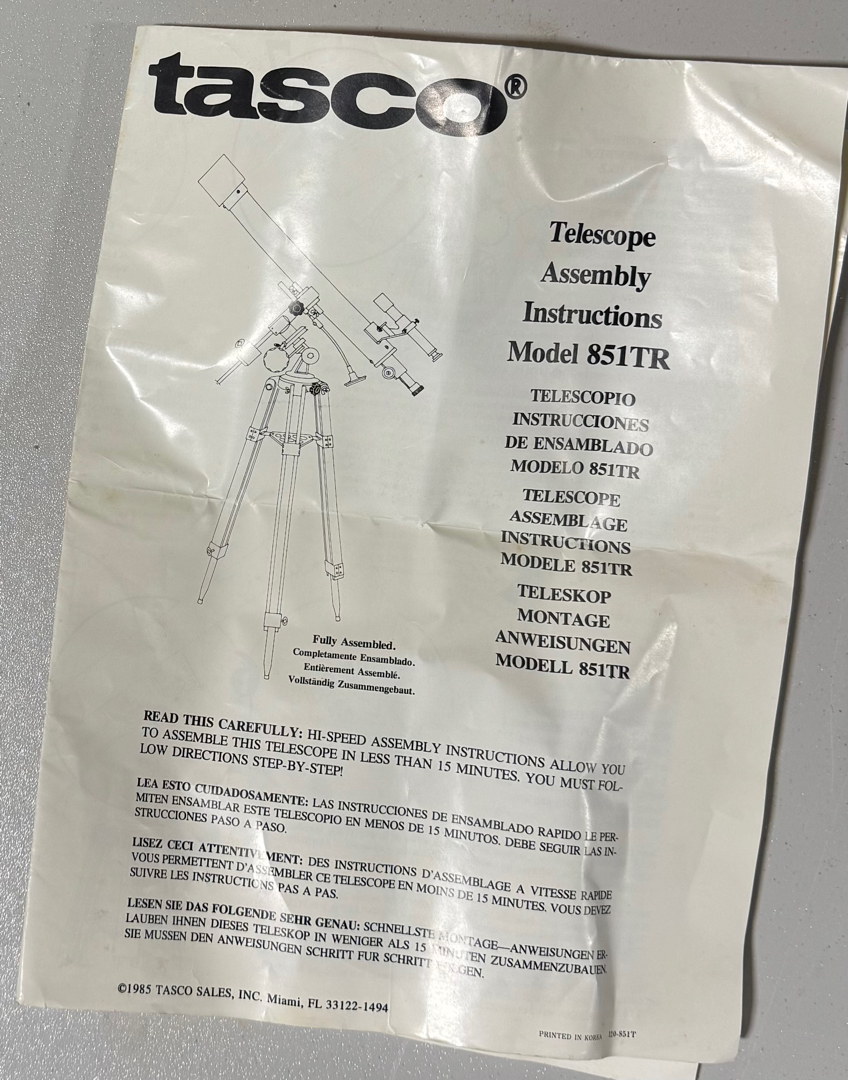 tasco®
Telescope
Assembly
Instructions
Model 851TR
TELESCOPIO
INSTRUCCIONES
DE ENSAMBLADO
MODELO 851TR
TELESCOPE
ASSEMBLAGE
INSTRUCTIONS
MODELE 851TR
TELESKOP
MONTAGE
ANWEISUNGEN
MODELL 851TR
Fully Assembled.
Completamente Ensamblado.
Entièrement Assemblé.
Vollständig Zusammengebaut.
READ THIS CAREFULLY: HI-SPEED ASSEMBLY INSTRUCTIONS ALLOW YOU
TO ASSEMBLE THIS TELESCOPE IN LESS THAN 15 MINUTES. YOU MUST FOL-
LOW DIRECTIONS STEP-BY-STEP!
LEA ESTO CUIDADOSAMENTE: LAS INSTRUCCIONES DE ENSAMBLADO RAPIDO LE PER-
MITEN ENSAMBLAR ESTE TELESCOPIO EN MENOS DE 15 MINUTOS. DEBE SEGUIR LAS IN-
STRUCCIONES PASO A PASO.
LISEZ CECI ATTENTIVEMENT: DES INSTRUCTIONS D'ASSEMBLAGE A VITESSE RAPIDE
VOUS PERMETTENT D'ASSEMBLER CE TELESCOPE EN MOINS DE 15 MINUTES. VOUS DEVEZ
SUIVRE LES INSTRUCTIONS PAS A PAS.
LESEN SIE DAS FOLGENDE SEHR GENAU: SCHNELLSTE MONTAGE—ANWEISUNGEN ER-
LAUBEN IHNEN DIESES TELESKOP IN WENIGER ALS 15 MINUTEN ZUSAMMENZUBAUEN.
SIE MUSSEN DEN ANWEISUNGEN SCHRITT FUR SCHRITT FOLGEN.
©1985 TASCO SALES, INC. Miami, FL 33122-1494
PRINTED IN KOREA